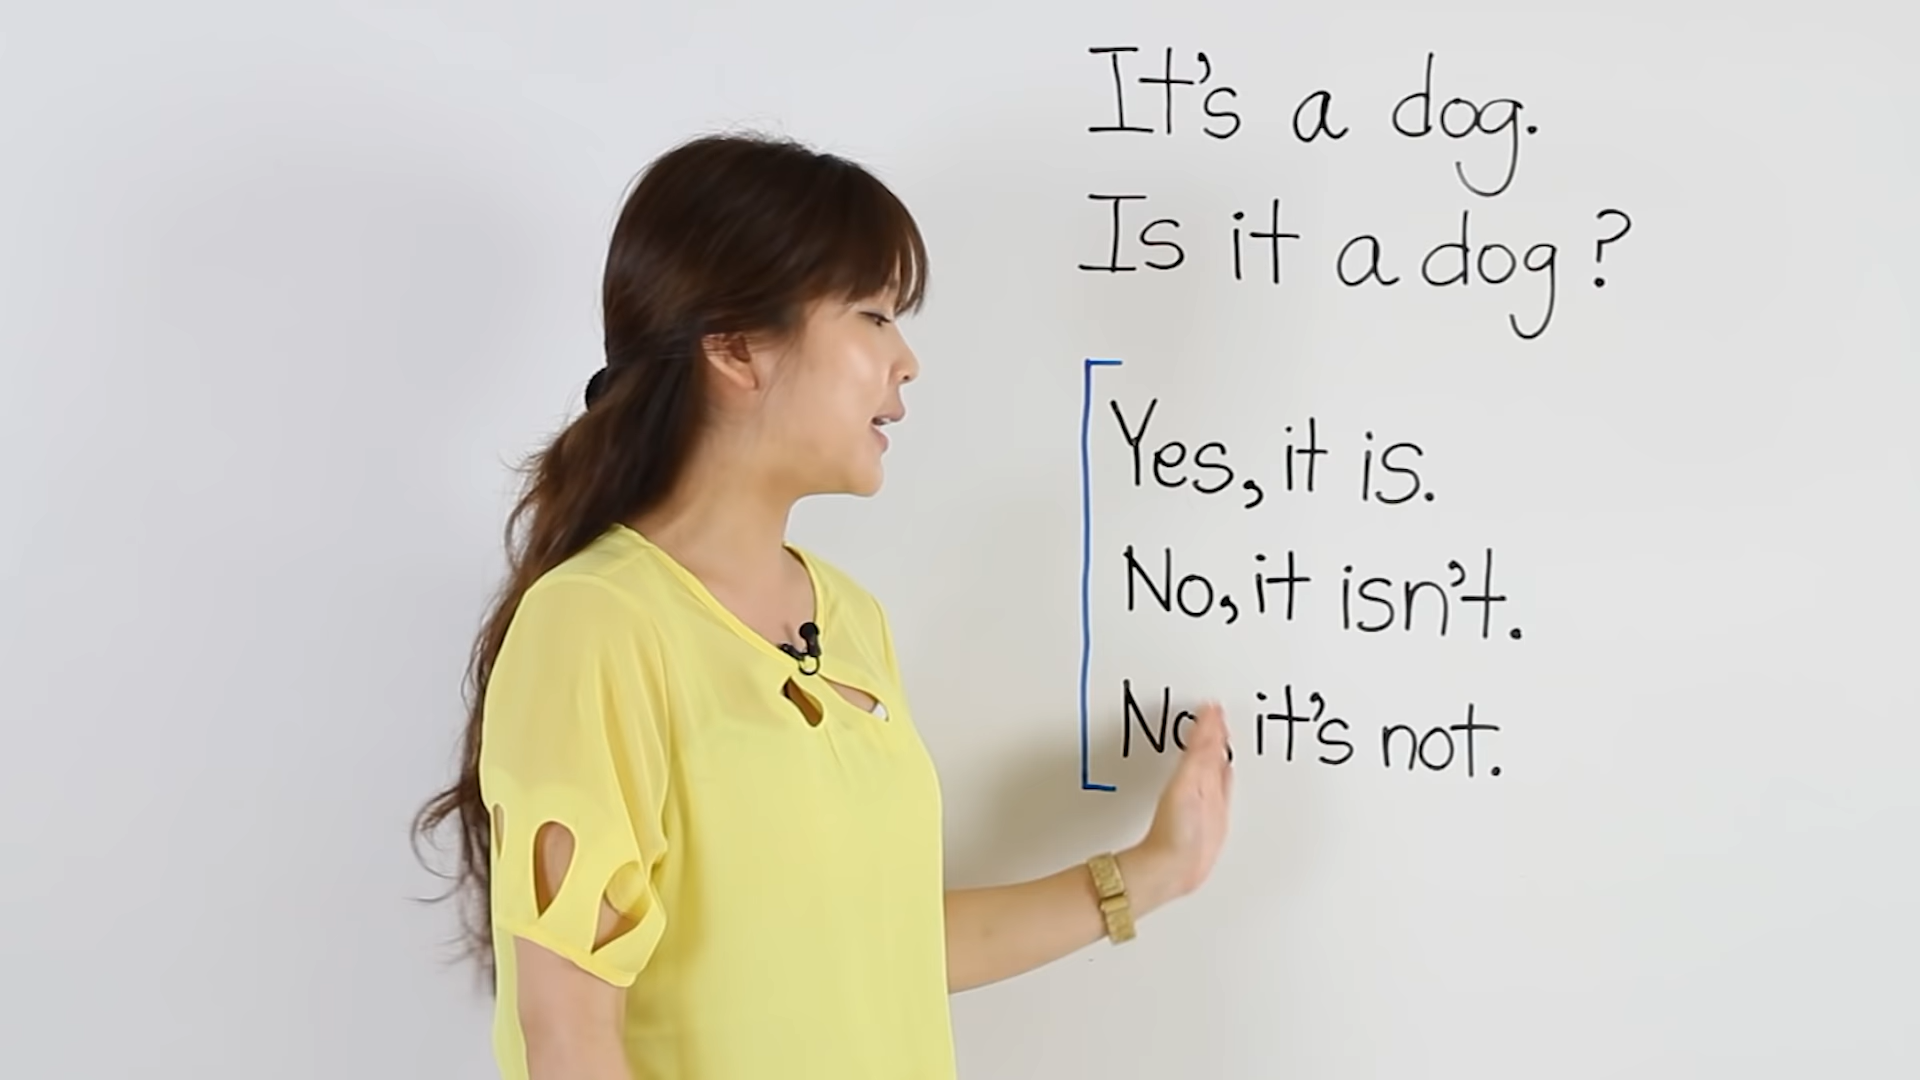 It's a dog.
Is it a dog?
Yes, it is.
No, it isn't.
No, it's not.